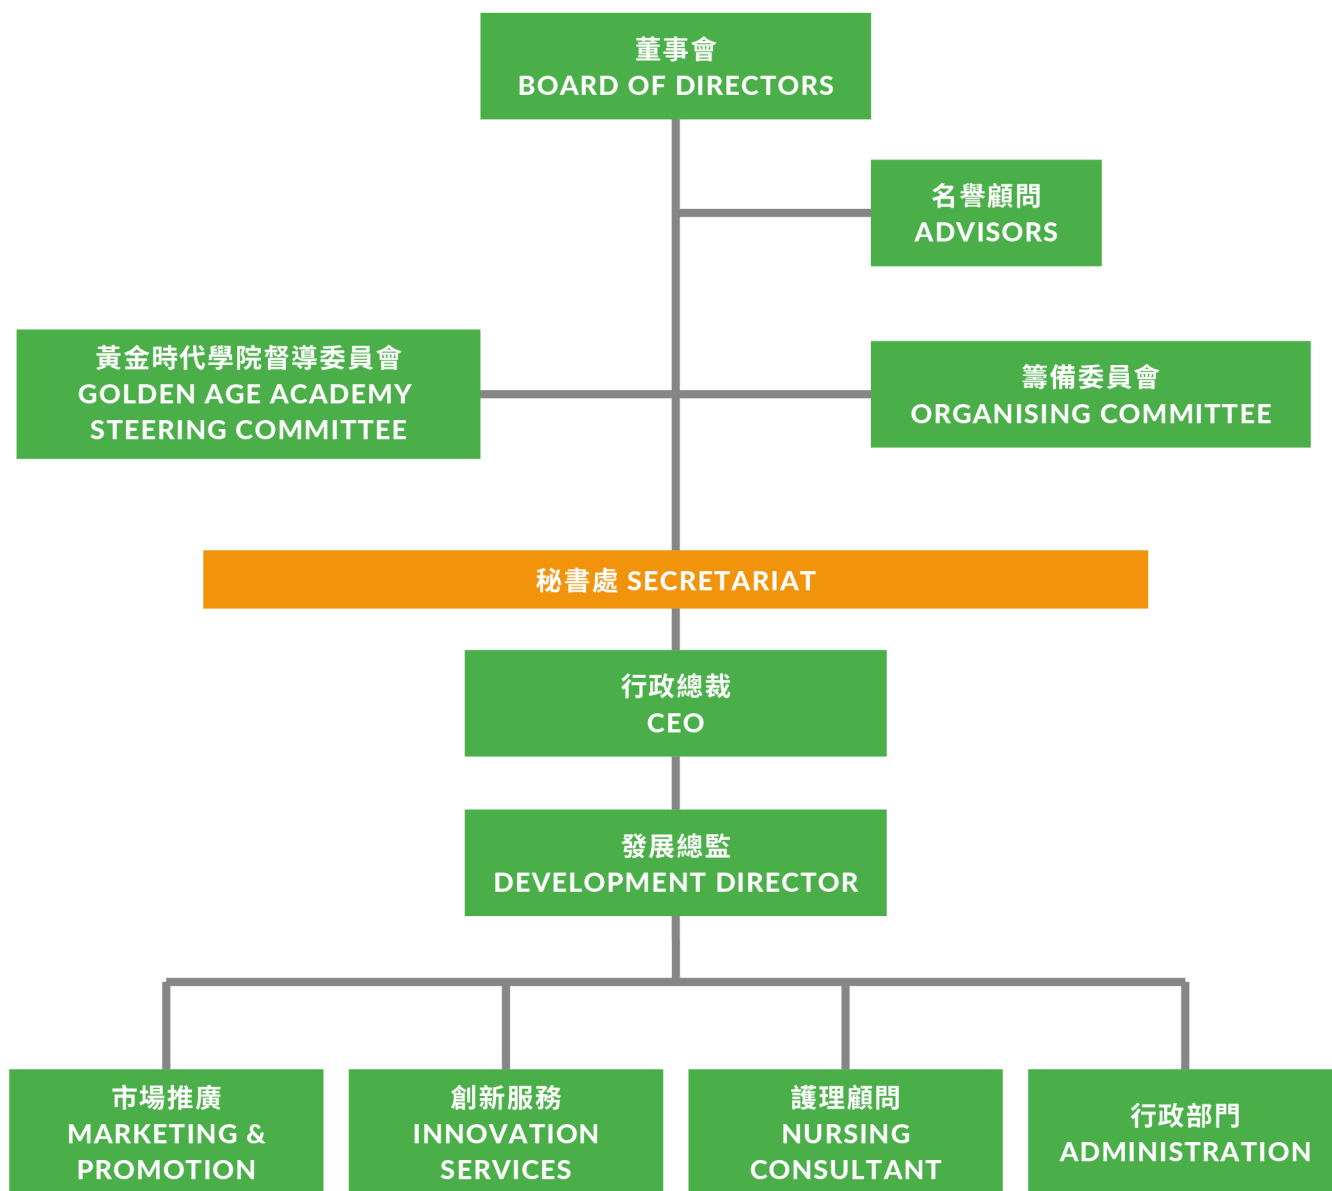 董事會
BOARD OF DIRECTORS
名譽顧問
ADVISORS
黃金時代學院督導委員會
GOLDEN AGE ACADEMY
STEERING COMMITTEE
籌備委員會
ORGANISING COMMITTEE
秘書處 SECRETARIAT
行政總裁
CEO
發展總監
DEVELOPMENT DIRECTOR
市場推廣
MARKETING &
PROMOTION
創新服務
INNOVATION
SERVICES
護理顧問
NURSING
CONSULTANT
行政部門
ADMINISTRATION